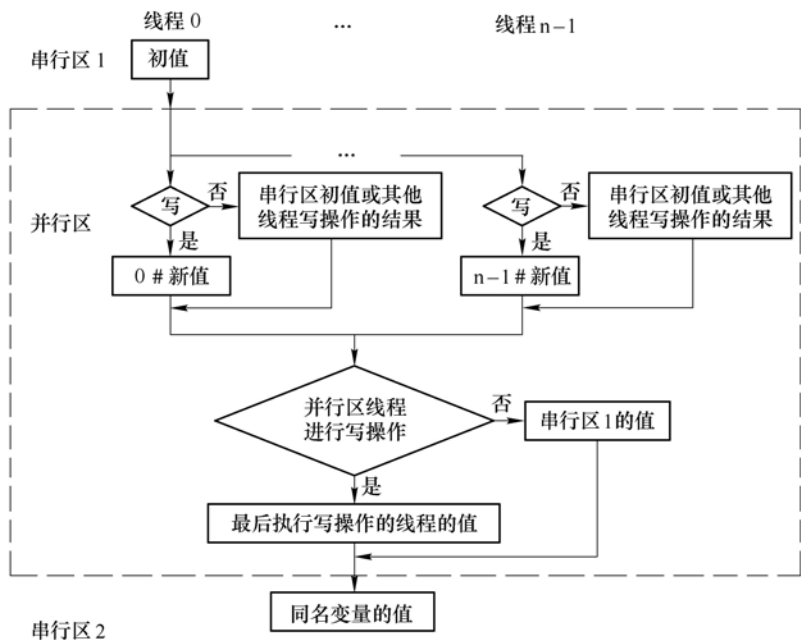 线程 0 … 线程 n–1
串行区 1
初值
…
写
否
串行区初值或其他
线程写操作的结果
写
否
串行区初值或其他
线程写操作的结果
并行区
是
是
0 # 新值
n–1 # 新值
并行区线程
进行写操作
否
串行区 1 的值
是
最后执行写操作的线程的值
同名变量的值
串行区 2